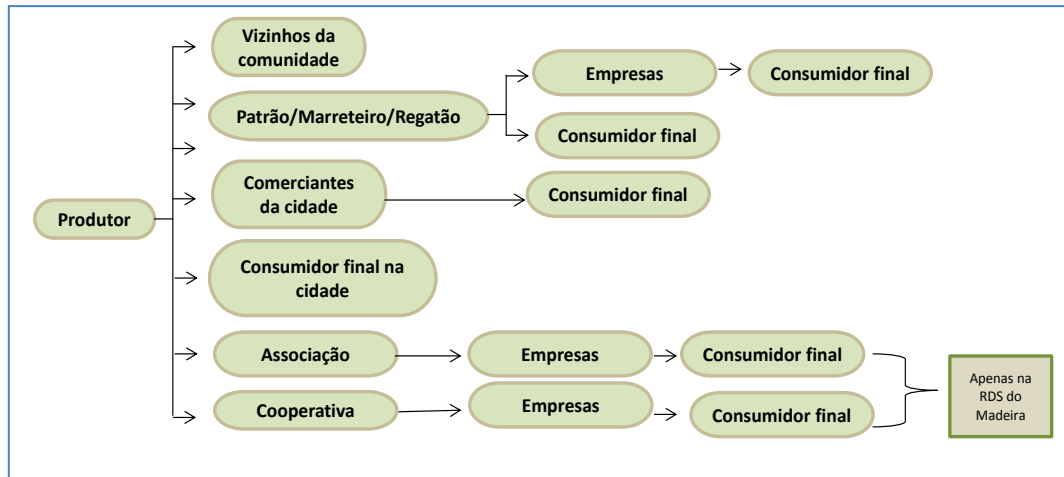 Produtor
Vizinhos da
comunidade
Patrão/Marreteiro/Regatão
Empresas
Consumidor final
Consumidor final
Comerciantes
da cidade
Consumidor final
Consumidor final na
cidade
Associação
Empresas
Consumidor final
Cooperativa
Empresas
Consumidor final
Apenas na
RDS do
Madeira